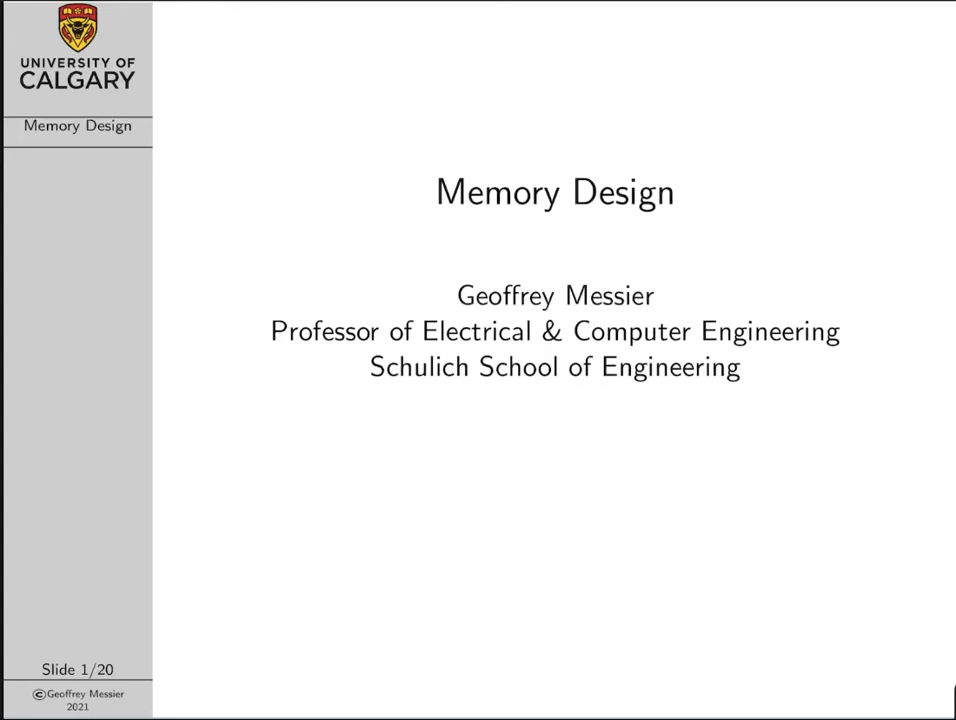 UNIVERSITY OF
CALGARY
Memory Design
Memory Design
Geoffrey Messier
Professor of Electrical & Computer Engineering
Schulich School of Engineering
Slide 1/20
©Geoffrey Messier
2021